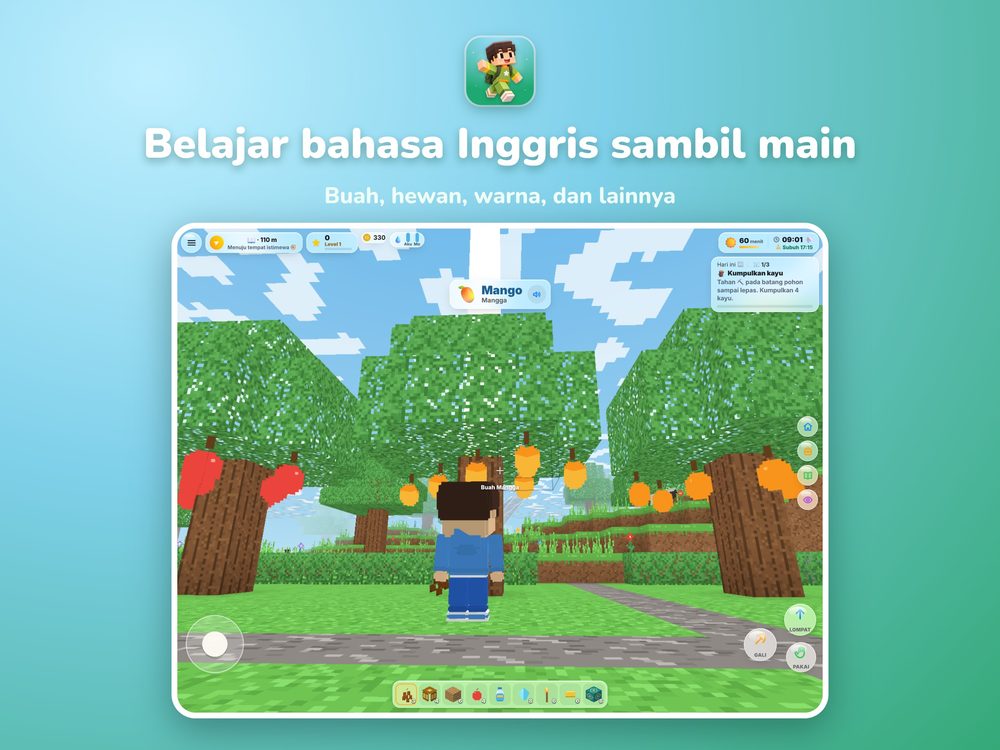 Belajar bahasa Inggris sambil main
Buah, hewan, warna, dan lainnya
110 m
Menuju tempat istimewa
0
Level 1
330
Aku
60 menit
09:01
Subuh 17:15
Mango
Mangga
Hari ini
1/3
Kumpulkan kayu
Tahan ⛏ pada batang pohon
sampai lepas. Kumpulkan 4
kayu.
Buah Mangga
LOMPAT
GALI
PAKAI